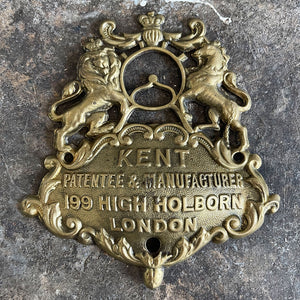 KENT
PATENTEE & MANUFACTURER
199 HIGH HOLBORN
LONDON